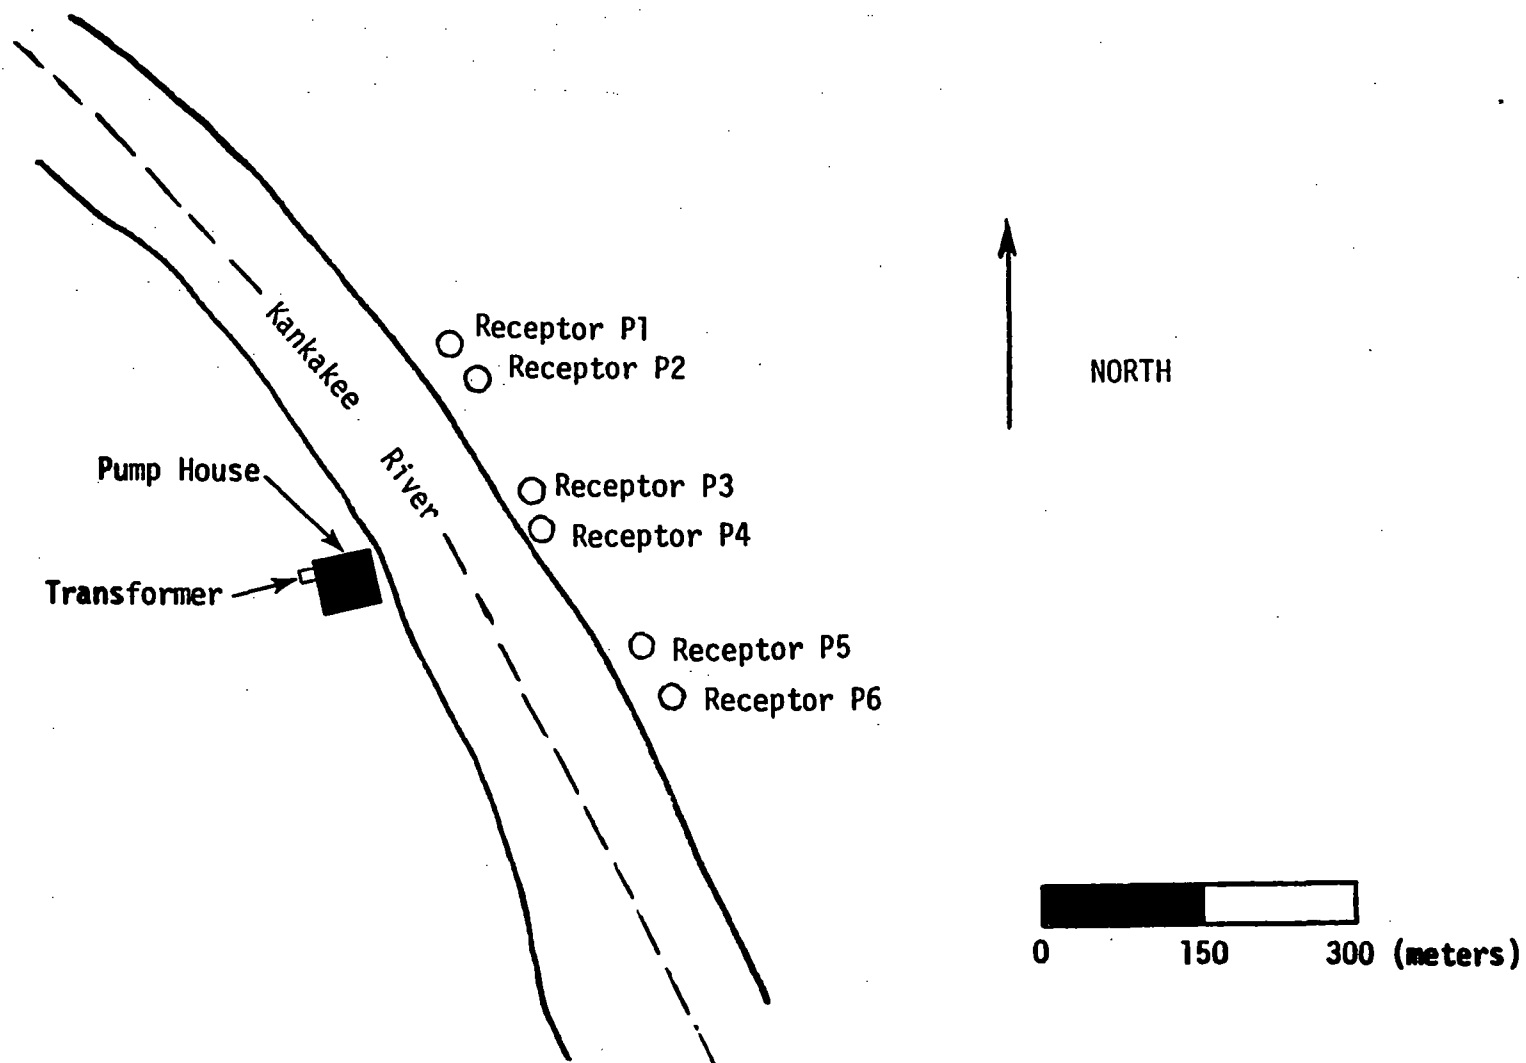 Receptor P1
Receptor P2
Kankakee River
NORTH
Pump House
Receptor P3
Receptor P4
Transformer
Receptor P5
Receptor P6
0 150 300 (meters)